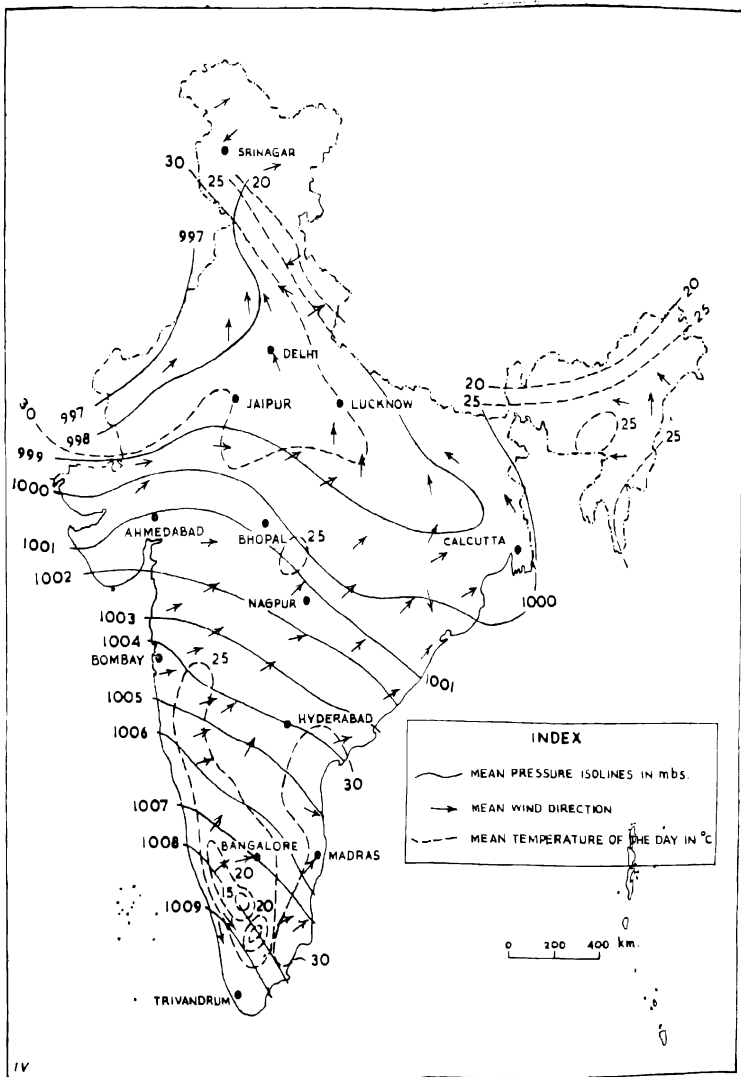 SRINAGAR
30
25
20
997
20
25
DELHI
30
997
JAIPUR
LUCKNOW
20
25
998
25
999
25
1000
AHMEDABAD
BHOPAL
25
CALCUTTA
1001
1002
NAGPUR
1000
1003
1004
BOMBAY
25
1001
1005
HYDERABAD
1006
INDEX
30
MEAN PRESSURE ISOLINES IN mbs.
MEAN WIND DIRECTION
1007
MEAN TEMPERATURE OF THE DAY IN °C
1008
BANGALORE
MADRAS
20
15
20
1009
0 200 400 km.
30
TRIVANDRUM
IV